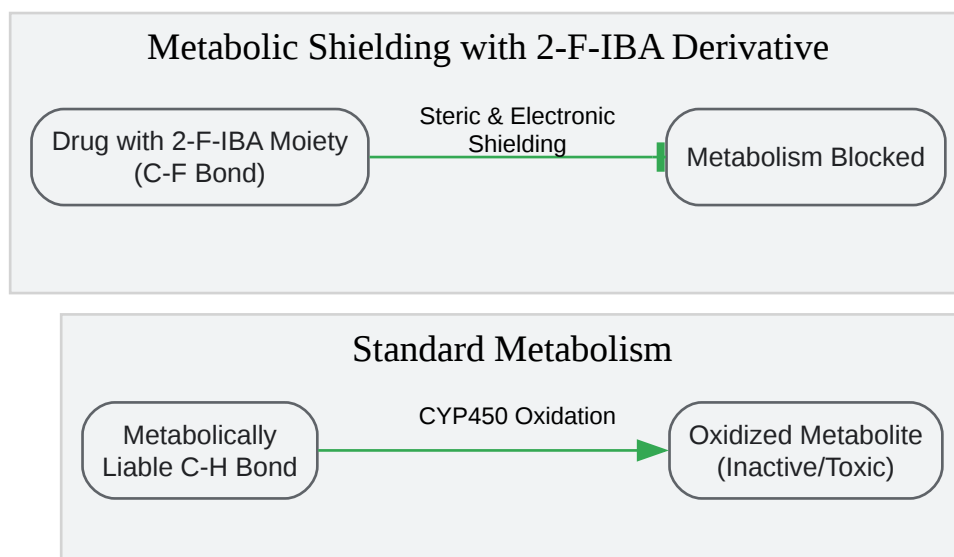 Metabolic Shielding with 2-F-IBA Derivative
Steric & Electronic
Shielding
Drug with 2-F-IBA Moiety
(C-F Bond)
Metabolism Blocked
Standard Metabolism
CYP450 Oxidation
Metabolically
Liable C-H Bond
Oxidized Metabolite
(Inactive/Toxic)